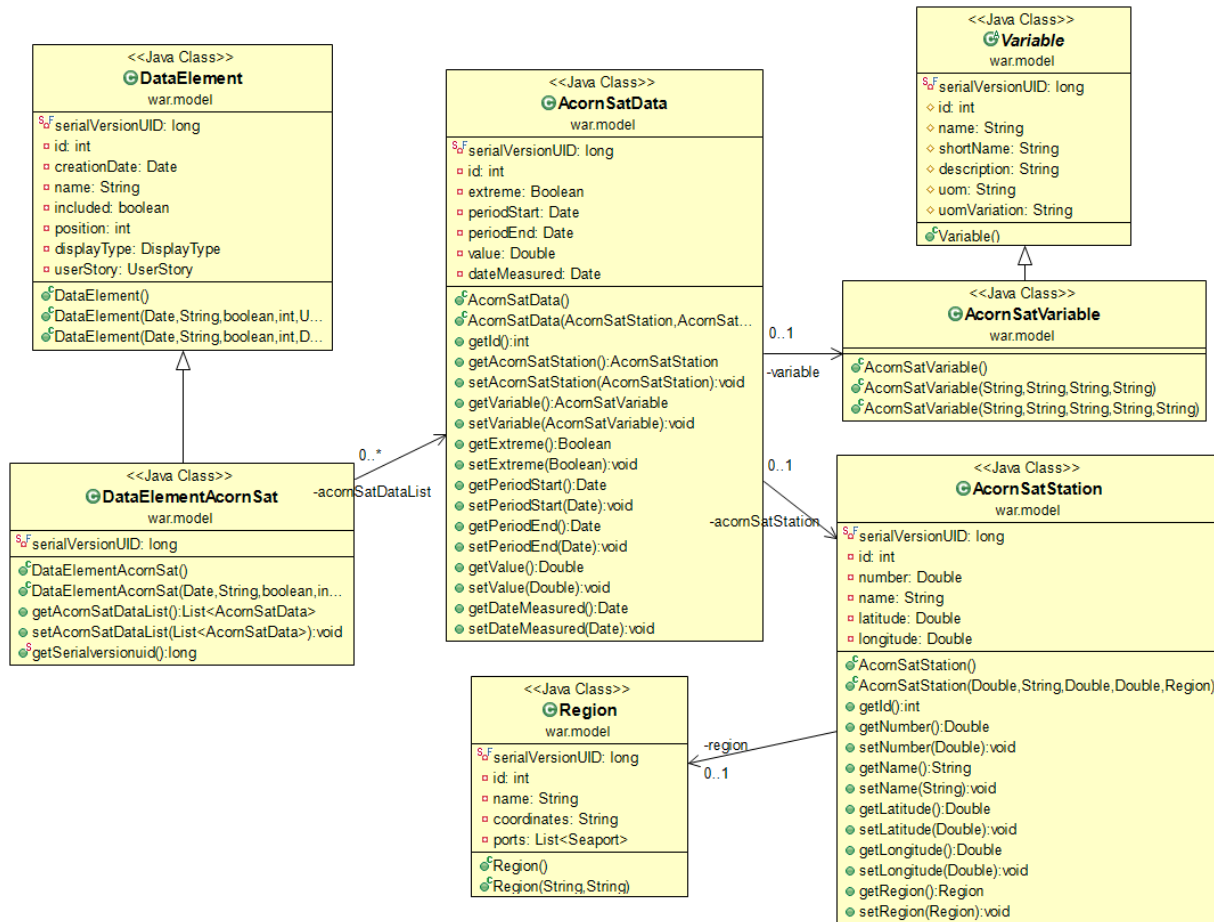 <<Java Class>>
DataElement
war.model
serialVersionUID: long
id: int
creationDate: Date
name: String
included: boolean
position: int
displayType: DisplayType
userStory: UserStory
DataElement()
DataElement(Date,String,boolean,int,U...
DataElement(Date,String,boolean,int,D...
<<Java Class>>
DataElementAcornSat
war.model
serialVersionUID: long
DataElementAcornSat()
DataElementAcornSat(Date,String,boolean,in...
getAcornSatDataList():List<AcornSatData>
setAcornSatDataList(List<AcornSatData>):void
getSerialversionuid():long
0..*
-acornSatDataList
<<Java Class>>
AcornSatData
war.model
serialVersionUID: long
id: int
extreme: Boolean
periodStart: Date
periodEnd: Date
value: Double
dateMeasured: Date
AcornSatData()
AcornSatData(AcornSatStation,AcornSat...
getId():int
getAcornSatStation():AcornSatStation
setAcornSatStation(AcornSatStation):void
getVariable():AcornSatVariable
setVariable(AcornSatVariable):void
getExtreme():Boolean
setExtreme(Boolean):void
getPeriodStart():Date
setPeriodStart(Date):void
getPeriodEnd():Date
setPeriodEnd(Date):void
getValue():Double
setValue(Double):void
getDateMeasured():Date
setDateMeasured(Date):void
0..1
-variable
0..1
-acornSatStation
<<Java Class>>
Variable
war.model
serialVersionUID: long
id: int
name: String
shortName: String
description: String
uom: String
uomVariation: String
Variable()
<<Java Class>>
AcornSatVariable
war.model
AcornSatVariable()
AcornSatVariable(String,String,String,String)
AcornSatVariable(String,String,String,String,String)
<<Java Class>>
AcornSatStation
war.model
serialVersionUID: long
id: int
number: Double
name: String
latitude: Double
longitude: Double
AcornSatStation()
AcornSatStation(Double,String,Double,Double,Region)
getId():int
getNumber():Double
setNumber(Double):void
getName():String
setName(String):void
getLatitude():Double
setLatitude(Double):void
getLongitude():Double
setLongitude(Double):void
getRegion():Region
setRegion(Region):void
-region
0..1
<<Java Class>>
Region
war.model
serialVersionUID: long
id: int
name: String
coordinates: String
ports: List<Seaport>
Region()
Region(String,String)